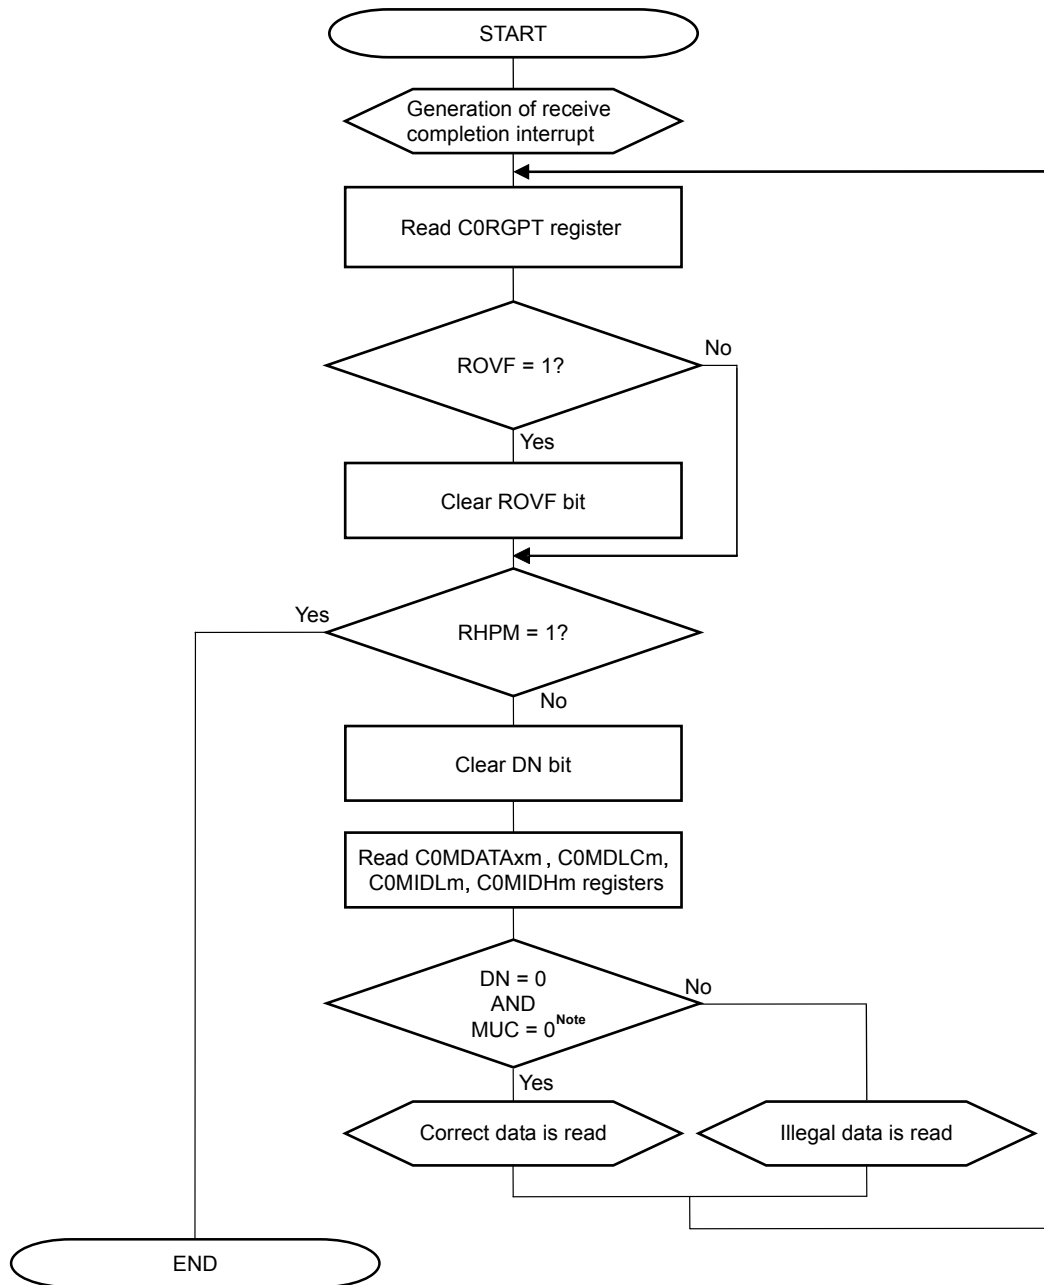 START
Generation of receive
completion interrupt
Read C0RGPT register
ROVF = 1?
No
Yes
Clear ROVF bit
Yes
RHPM = 1?
No
Clear DN bit
Read C0MDATAxm , C0MDLCm,
C0MIDLm, C0MIDHm registers
DN = 0
AND
MUC = 0Note
No
Yes
Correct data is read
Illegal data is read
END